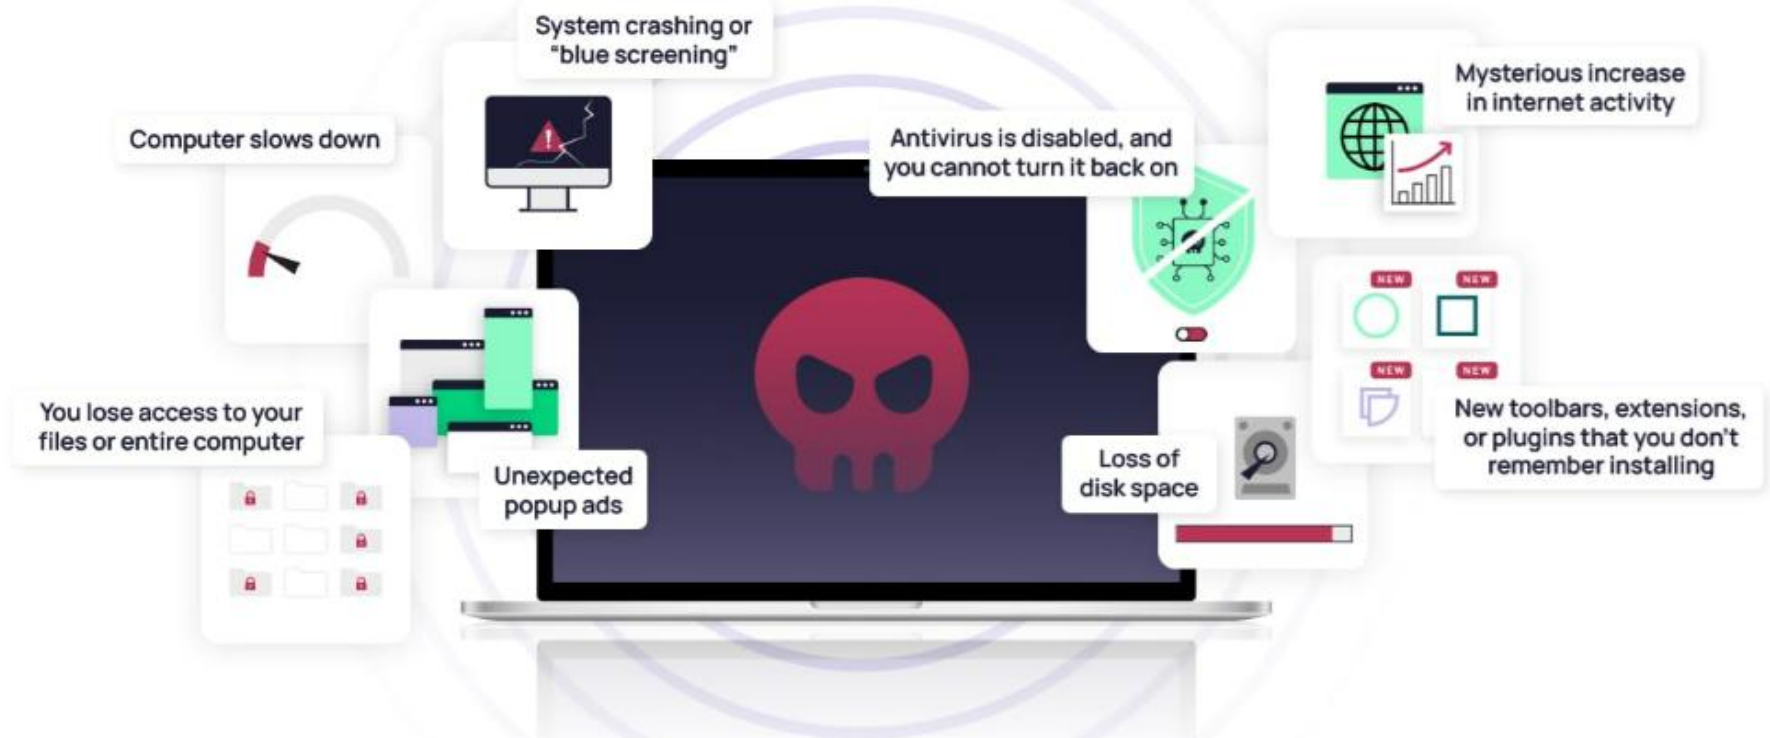 System crashing or
“blue screening”
Computer slows down
Antivirus is disabled, and
you cannot turn it back on
Mysterious increase
in internet activity
You lose access to your
files or entire computer
Unexpected
popup ads
Loss of
disk space
NEW
NEW
NEW
NEW
New toolbars, extensions,
or plugins that you don't
remember installing